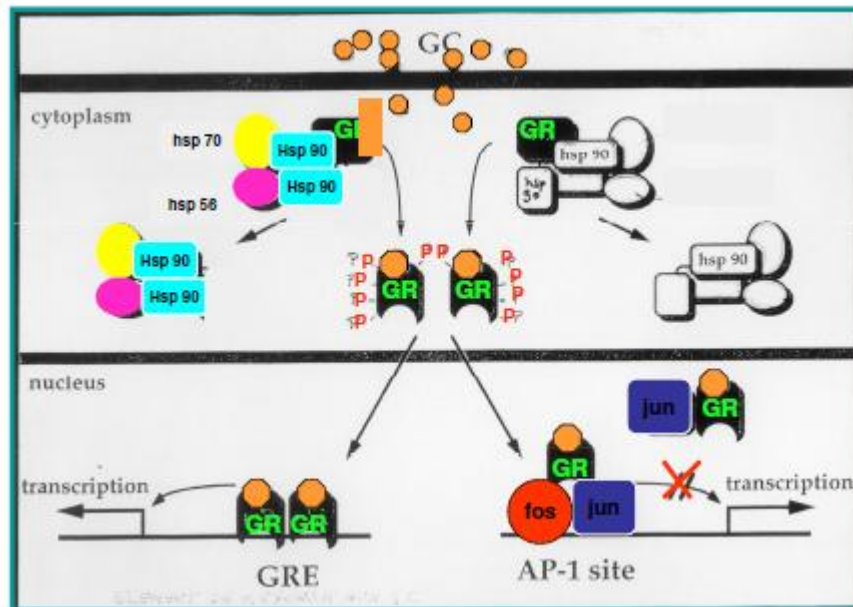 GC
cytoplasm
hsp 70
Hsp 90
GR
hsp 56
Hsp 90
GR
hsp 90
hsp
Hsp 90
Hsp 90
P P P P P P P P P P
GR
GR
hsp 90
nucleus
jun
GR
transcription
GR GR
GR
fos
jun
transcription
GRE
AP-1 site